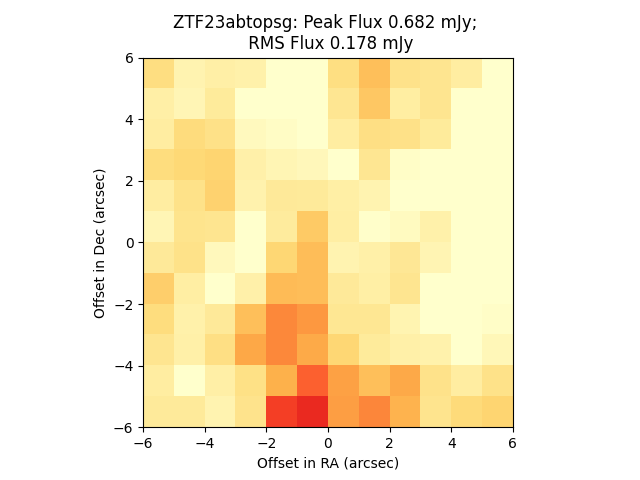 ZTF23abtopsg: Peak Flux 0.682 mJy;
RMS Flux 0.178 mJy
6
4
2
0
−2
−4
−6
Offset in Dec (arcsec)
−6 −4 −2 0 2 4 6
Offset in RA (arcsec)